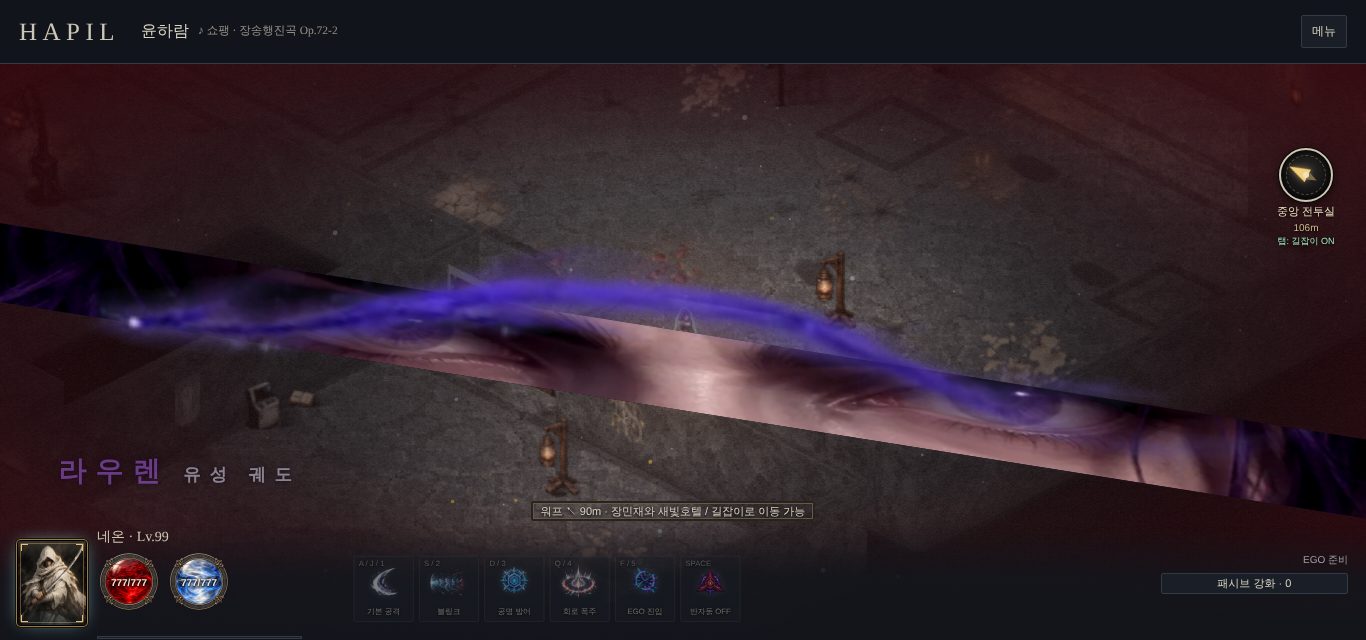 HAPIL 윤하람 ♪ 쇼팽 · 장송행진곡 Op.72-2
메뉴
중앙 전투실
106m
탭: 길잡이 ON
라우렌 유성 궤도
워프 ↖ 90m · 장민재와 새빛호텔 / 길잡이로 이동 가능
네온 · Lv.99
777/777
777/777
A / J / 1
기본 공격
S / 2
블링크
D / 3
공명 방어
Q / 4
회로 폭주
F / 5
EGO 진입
SPACE
반자동 OFF
EGO 준비
패시브 강화 · 0